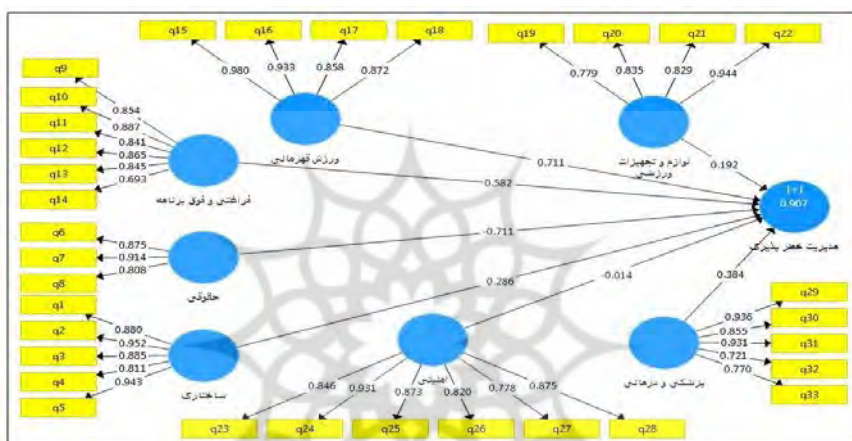 q15
q16
q17
q18
0.980
0.933
0.858
0.872
ورزش قهرمانی
q19
q20
q21
q22
0.779
0.835
0.829
0.944
لوازم و تجهیزات
ورزشی
q9
q10
q11
q12
q13
q14
0.854
0.887
0.841
0.865
0.845
0.693
فراغتی و فوق برنامه
0.711
0.192
0.582
[+]
0.907
مدیریت خطر پذیری
q6
q7
q8
0.875
0.914
0.808
حقوقی
-0.711
0.286
-0.014
0.384
q1
q2
q3
q4
q5
0.880
0.952
0.885
0.811
0.943
ساختاری
امنیتی
0.846
0.931
0.873
0.820
0.778
0.875
q23
q24
q25
q26
q27
q28
پزشکی و درمانی
0.936
0.855
0.931
0.721
0.770
q29
q30
q31
q32
q33